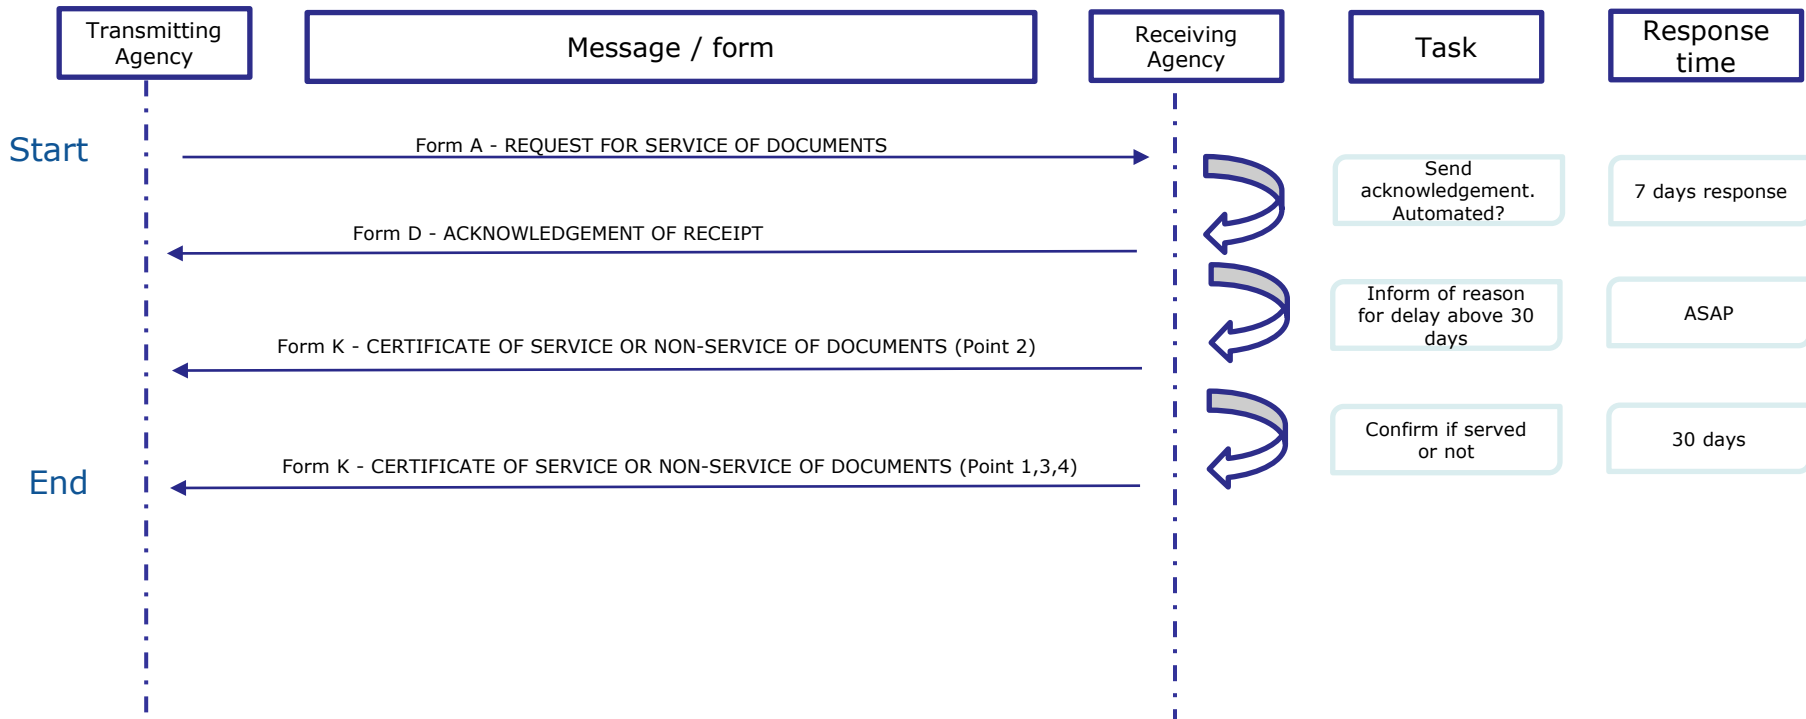 Transmitting
Agency
Message / form
Receiving
Agency
Task
Response
time
Start
Form A - REQUEST FOR SERVICE OF DOCUMENTS
Send
acknowledgement.
Automated?
7 days response
Form D - ACKNOWLEDGEMENT OF RECEIPT
Inform of reason
for delay above 30
days
ASAP
Form K - CERTIFICATE OF SERVICE OR NON-SERVICE OF DOCUMENTS (Point 2)
Confirm if served
or not
30 days
Form K - CERTIFICATE OF SERVICE OR NON-SERVICE OF DOCUMENTS (Point 1,3,4)
End